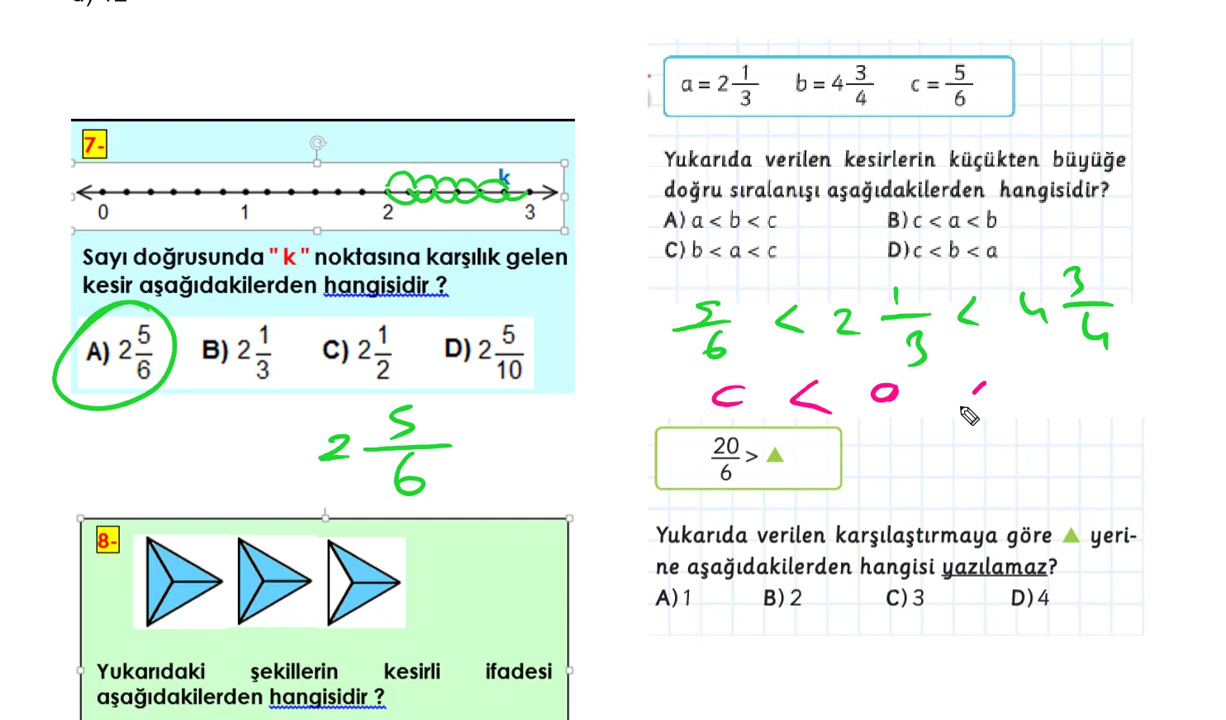 7-
k
0 1 2 3
Sayı doğrusunda " k " noktasına karşılık gelen
kesir aşağıdakilerden hangisidir ?
A) 2 5/6 B) 2 1/3 C) 2 1/2 D) 2 5/10
2 5/6
8-
Yukarıdaki şekillerin kesirli ifadesi
aşağıdakilerden hangisidir ?
a = 2 1/3 b = 4 3/4 c = 5/6
Yukarıda verilen kesirlerin küçükten büyüğe
doğru sıralanışı aşağıdakilerden hangisidir?
A) a < b < c B) c < a < b
C) b < a < c D) c < b < a
5/6 < 2 1/3 < 4 3/4
c < a
20/6 > ▲
Yukarıda verilen karşılaştırmaya göre ▲ yeri-
ne aşağıdakilerden hangisi yazılamaz?
A) 1 B) 2 C) 3 D) 4